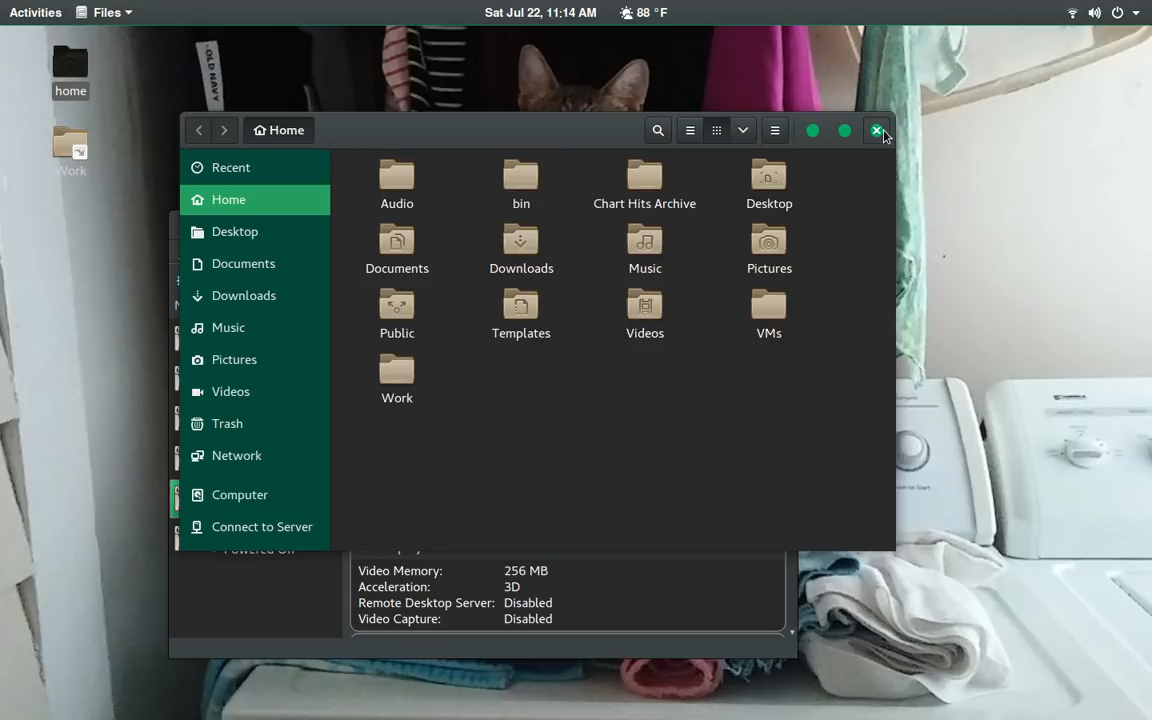 Activities
Files
Sat Jul 22, 11:14 AM
88 °F
OLD NAVY
home
Work
Home
Recent
Home
Desktop
Documents
Downloads
Music
Pictures
Videos
Trash
Network
Computer
Connect to Server
Audio
bin
Chart Hits Archive
Desktop
Documents
Downloads
Music
Pictures
Public
Templates
Videos
VMs
Work
Powered Off
Video Memory: 256 MB
Acceleration: 3D
Remote Desktop Server: Disabled
Video Capture: Disabled